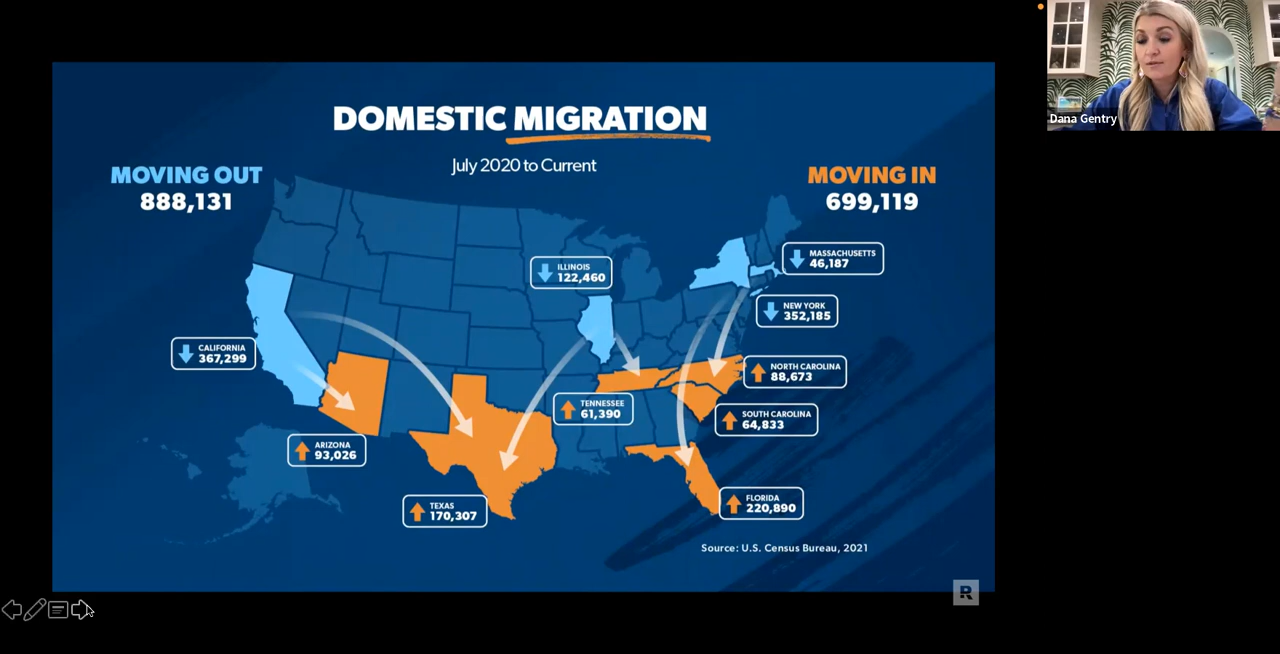 DOMESTIC MIGRATION
July 2020 to Current
MOVING OUT
888,131
MOVING IN
699,119
MASSACHUSETTS
46,187
ILLINOIS
122,460
NEW YORK
352,185
CALIFORNIA
367,299
NORTH CAROLINA
88,673
TENNESSEE
61,390
SOUTH CAROLINA
64,833
ARIZONA
93,026
TEXAS
170,307
FLORIDA
220,890
Source: U.S. Census Bureau, 2021
R
Dana Gentry